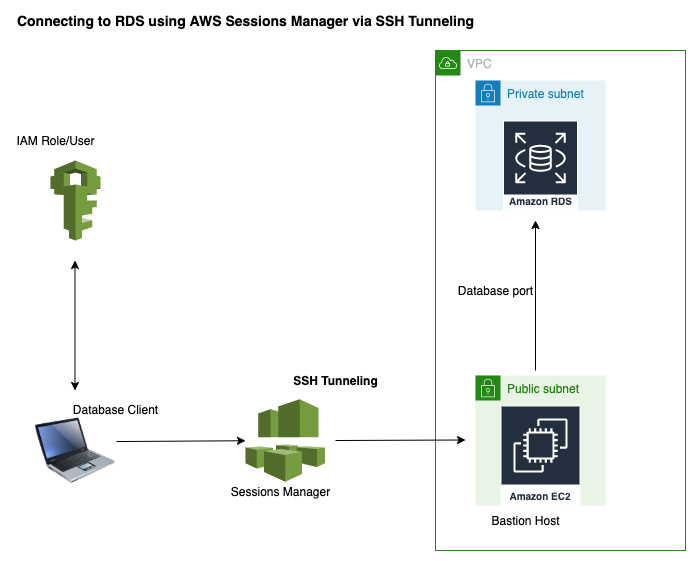 Connecting to RDS using AWS Sessions Manager via SSH Tunneling
VPC
Private subnet
IAM Role/User
Amazon RDS
Database port
SSH Tunneling
Public subnet
Database Client
Sessions Manager
Amazon EC2
Bastion Host